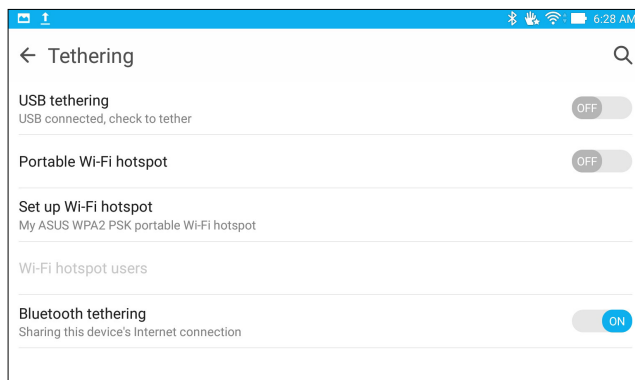 6:28 AM
Tethering
USB tethering
OFF
USB connected, check to tether
Portable Wi-Fi hotspot
OFF
Set up Wi-Fi hotspot
My ASUS WPA2 PSK portable Wi-Fi hotspot
Wi-Fi hotspot users
Bluetooth tethering
ON
Sharing this device's Internet connection